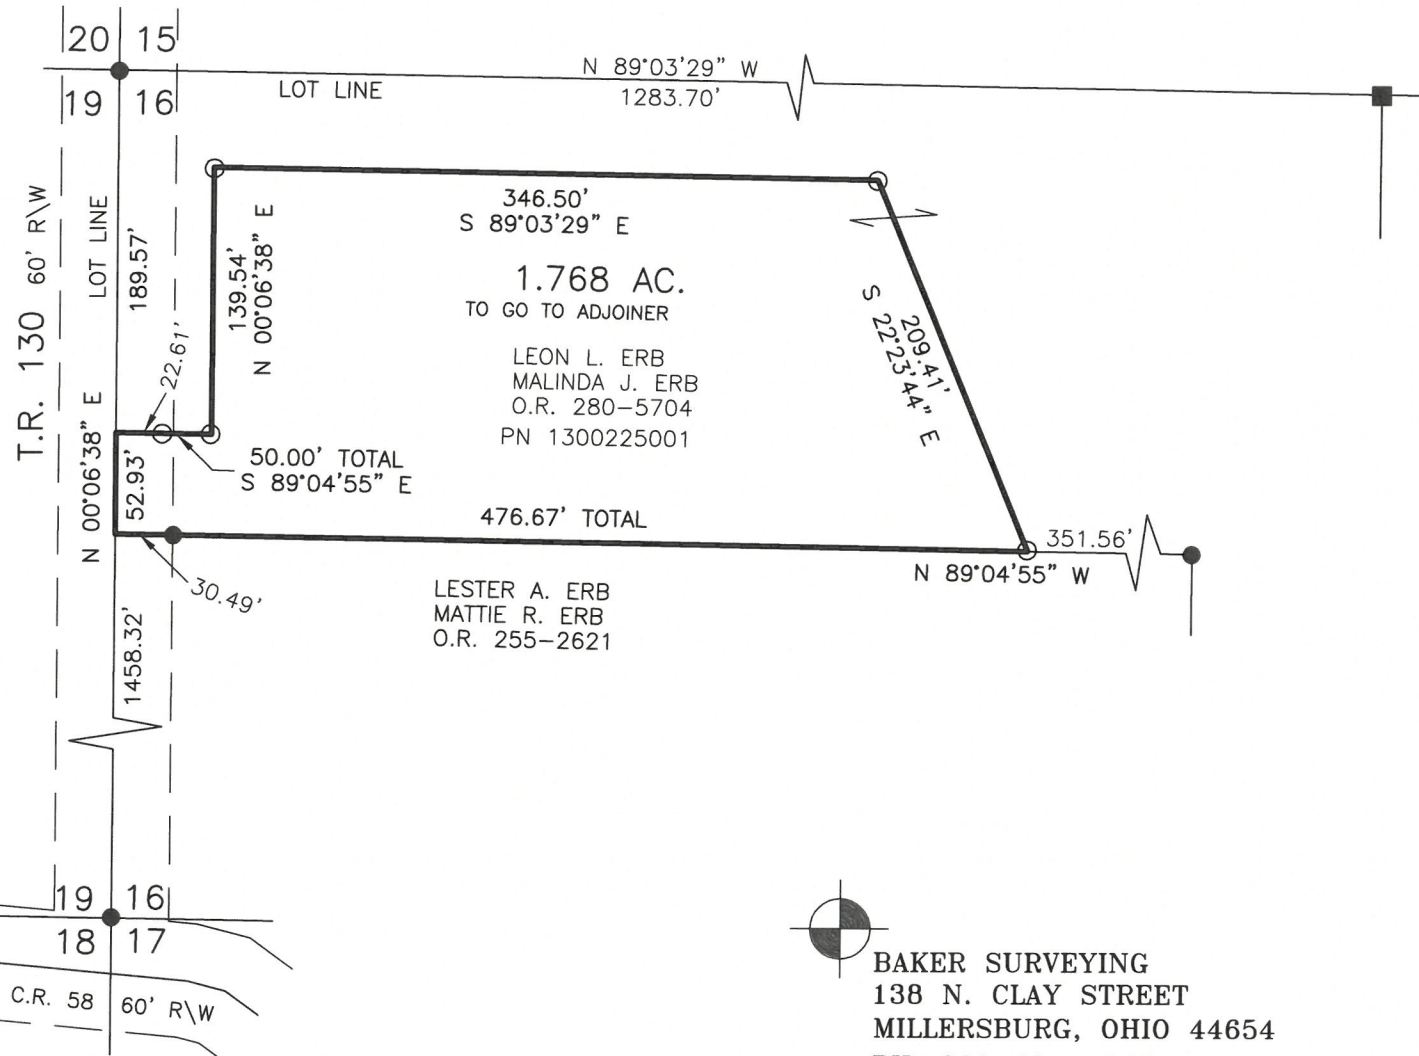 20 15
19 16
LOT LINE
N 89°03'29" W
1283.70'
T.R. 130 60' R\W
LOT LINE
189.57'
N 00°06'38" E
52.93'
22.61'
139.54'
N 00°06'38" E
346.50'
S 89°03'29" E
1.768 AC.
TO GO TO ADJOINER
LEON L. ERB
MALINDA J. ERB
O.R. 280-5704
PN 1300225001
209.41'
S 22°23'44" E
50.00' TOTAL
S 89°04'55" E
476.67' TOTAL
351.56'
N 89°04'55" W
30.49'
LESTER A. ERB
MATTIE R. ERB
O.R. 255-2621
1458.32'
19 16
18 17
C.R. 58 60' R\W
BAKER SURVEYING
138 N. CLAY STREET
MILLERSBURG, OHIO 44654